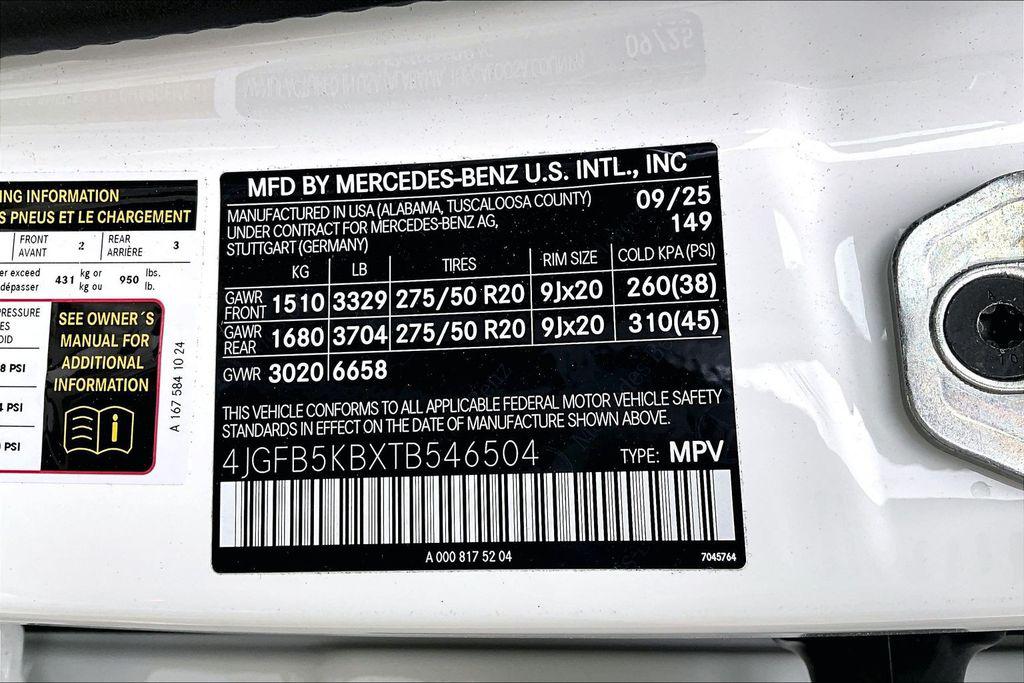 ING INFORMATION
S PNEUS ET LE CHARGEMENT
FRONT
AVANT
2
REAR
ARRIÈRE
3
er exceed
dépasser
431
kg or
kg ou
950
lbs.
lb.
RESSURE
ES
OID
8 PSI
4 PSI
PSI
SEE OWNER´S
MANUAL FOR
ADDITIONAL
INFORMATION
i
A 167 584 10 24
MFD BY MERCEDES-BENZ U.S. INTL., INC
MANUFACTURED IN USA (ALABAMA, TUSCALOOSA COUNTY) 09/25
UNDER CONTRACT FOR MERCEDES-BENZ AG, 149
STUTTGART (GERMANY)
KG LB TIRES RIM SIZE COLD KPA (PSI)
GAWR FRONT 1510 3329 275/50 R20 9Jx20 260(38)
GAWR REAR 1680 3704 275/50 R20 9Jx20 310(45)
GVWR 3020 6658
THIS VEHICLE CONFORMS TO ALL APPLICABLE FEDERAL MOTOR VEHICLE SAFETY
STANDARDS IN EFFECT ON THE DATE OF MANUFACTURE SHOWN ABOVE.
4JGFB5KBXTB546504 TYPE: MPV
A 000 817 52 04 7045764